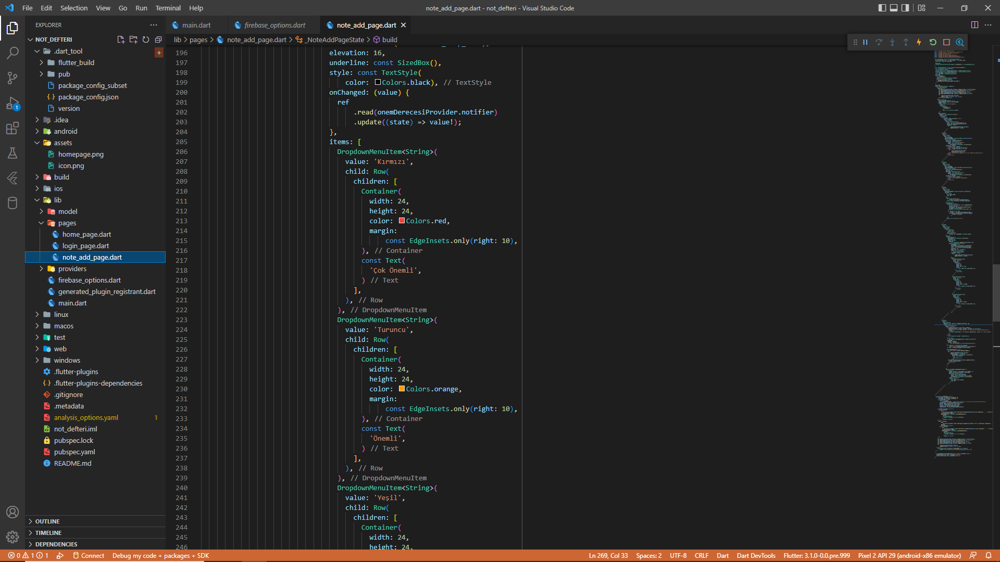 File Edit Selection View Go Run Terminal Help
note_add_page.dart - not_defteri - Visual Studio Code
EXPLORER
NOT_DEFTERI
.dart_tool
flutter_build
pub
package_config_subset
package_config.json
version
.idea
android
assets
homepage.png
icon.png
build
ios
lib
model
pages
home_page.dart
login_page.dart
note_add_page.dart
providers
firebase_options.dart
generated_plugin_registrant.dart
main.dart
linux
macos
test
web
windows
.flutter-plugins
.flutter-plugins-dependencies
.gitignore
.metadata
analysis_options.yaml 1
not_defteri.iml
pubspec.lock
pubspec.yaml
README.md
OUTLINE
TIMELINE
DEPENDENCIES
main.dart firebase_options.dart note_add_page.dart
lib > pages > note_add_page.dart > _NoteAddPageState > build
196 elevation: 16,
197 underline: const SizedBox(),
198 style: const TextStyle(
199 color: Colors.black), // TextStyle
200 onChanged: (value) {
201 ref
202 .read(onemDerecesiProvider.notifier)
203 .update((state) => value!);
204 },
205 items: [
206 DropdownMenuItem<String>(
207 value: 'Kırmızı',
208 child: Row(
209 children: [
210 Container(
211 width: 24,
212 height: 24,
213 color: Colors.red,
214 margin:
215 const EdgeInsets.only(right: 10),
216 ), // Container
217 const Text(
218 'Çok Önemli',
219 ) // Text
220 ],
221 ), // Row
222 ), // DropdownMenuItem
223 DropdownMenuItem<String>(
224 value: 'Turuncu',
225 child: Row(
226 children: [
227 Container(
228 width: 24,
229 height: 24,
230 color: Colors.orange,
231 margin:
232 const EdgeInsets.only(right: 10),
233 ), // Container
234 const Text(
235 'Önemli',
236 ) // Text
237 ],
238 ), // Row
239 ), // DropdownMenuItem
240 DropdownMenuItem<String>(
241 value: 'Yeşil',
242 child: Row(
243 children: [
244 Container(
245 width: 24,
246 height: 24,
0 1 1 Connect Debug my code + packages + SDK Ln 269, Col 33 Spaces: 2 UTF-8 CRLF Dart Dart DevTools Flutter: 3.1.0-0.0.pre.999 Pixel 2 API 29 (android-x86 emulator)